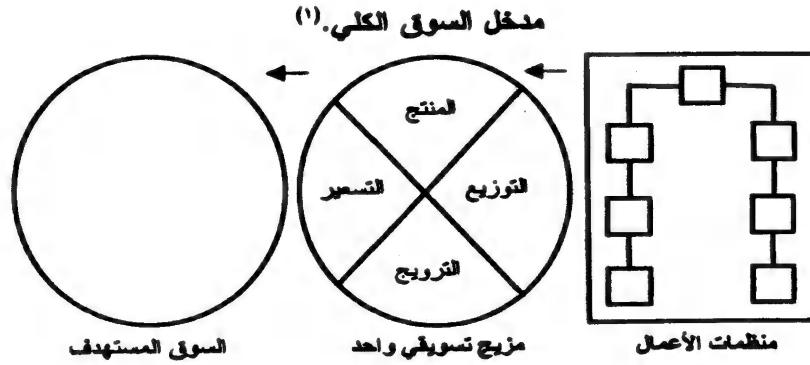 مدخل السوق الكلي.(١)
المنتج
التوزيع
التسعير
الترويج
منظمات الأعمال
مزيج تسويقي واحد
السوق المستهدف